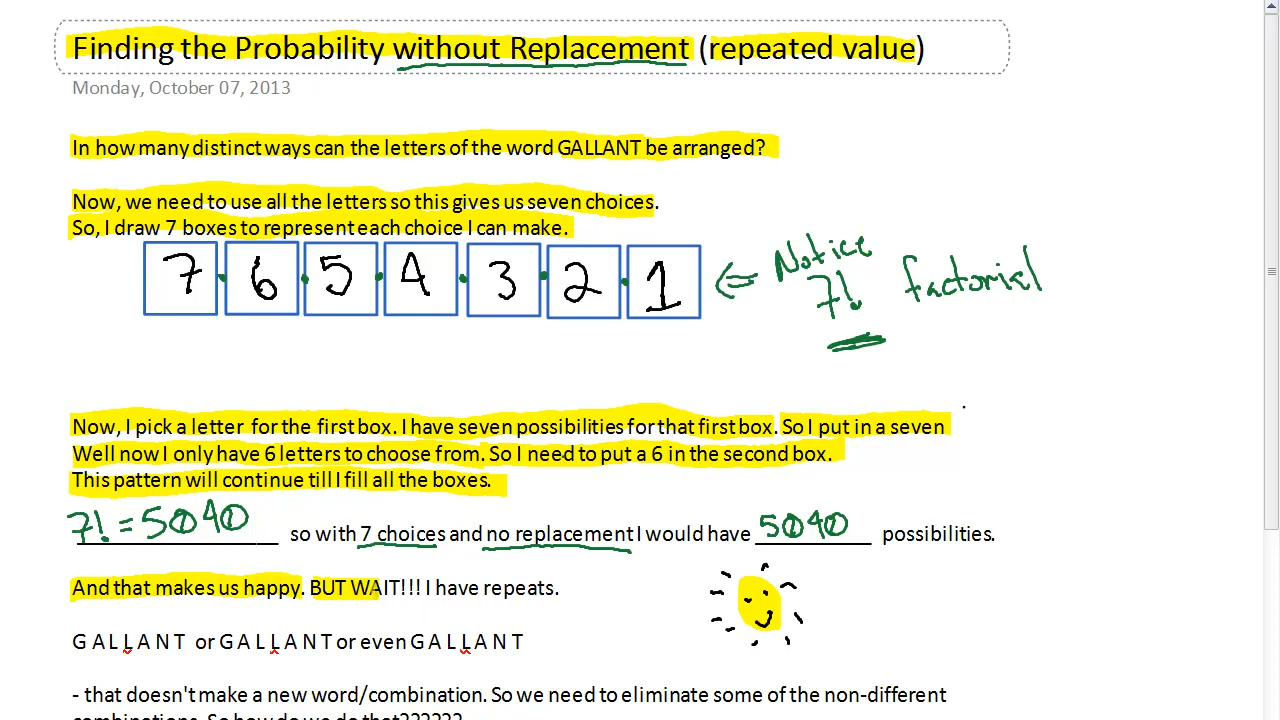 Finding the Probability without Replacement (repeated value)
Monday, October 07, 2013
In how many distinct ways can the letters of the word GALLANT be arranged?
Now, we need to use all the letters so this gives us seven choices.
So, I draw 7 boxes to represent each choice I can make.
7 · 6 · 5 · 4 · 3 · 2 · 1 ⇐ Notice 7! factorial
Now, I pick a letter for the first box. I have seven possibilities for that first box. So I put in a seven
Well now I only have 6 letters to choose from. So I need to put a 6 in the second box.
This pattern will continue till I fill all the boxes.
7! = 5040 so with 7 choices and no replacement I would have 5040 possibilities.
And that makes us happy. BUT WAIT!!! I have repeats.
G A L L A N T or G A L L A N T or even G A L L A N T
- that doesn't make a new word/combination. So we need to eliminate some of the non-different
combinations. So how do we do that??????